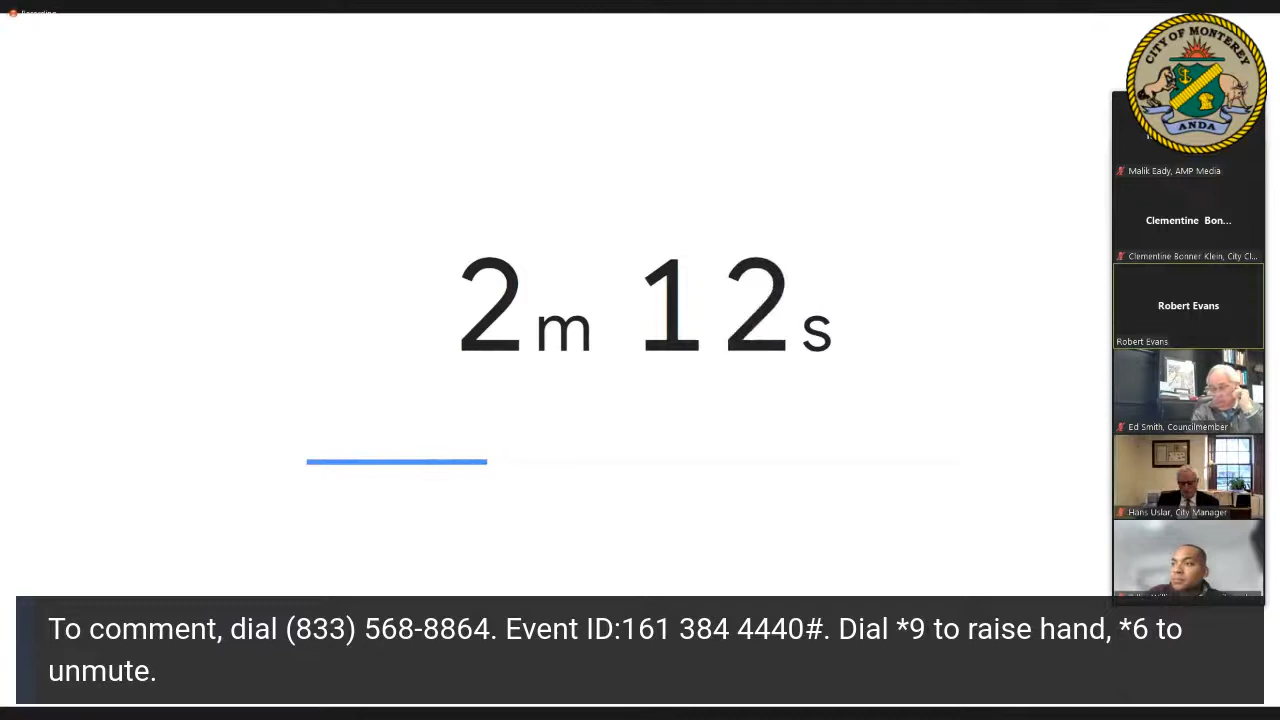 Recording
CITY OF MONTEREY
ANDA
Malik Eady, AMP Media
Clementine Bon...
Clementine Bonner Klein, City Cl...
Robert Evans
Robert Evans
2m 12s
Ed Smith, Councilmember
Hans Uslar, City Manager
To comment, dial (833) 568-8864. Event ID:161 384 4440#. Dial *9 to raise hand, *6 to
unmute.